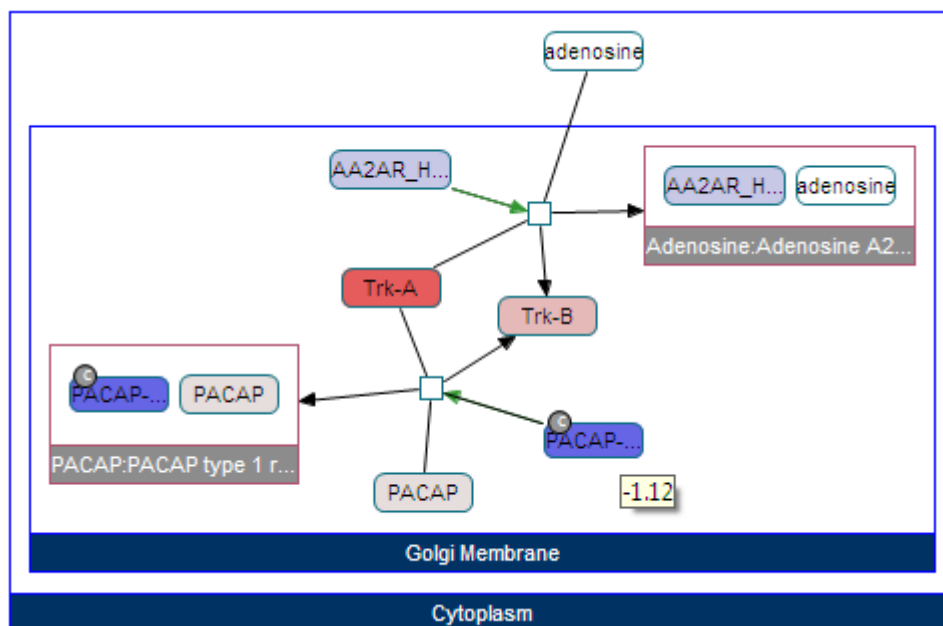 adenosine
AA2AR_H...
AA2AR_H...
adenosine
Adenosine:Adenosine A2...
Trk-A
Trk-B
C
PACAP-...
PACAP
PACAP:PACAP type 1 r...
C
PACAP-...
PACAP
-1.12
Golgi Membrane
Cytoplasm